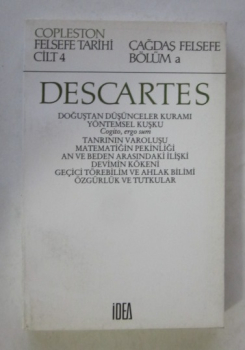 COPLESTON
FELSEFE TARİHİ
CİLT 4
ÇAĞDAŞ FELSEFE
BÖLÜM a
DESCARTES
DOĞUŞTAN DÜŞÜNCELER KURAMI
YÖNTEMSEL KUŞKU
Cogito, ergo sum
TANRININ VAROLUŞU
MATEMATİĞİN PEKİNLİĞİ
AN VE BEDEN ARASINDAKİ İLİŞKİ
DEVİMİN KÖKENİ
GEÇİCİ TÖREBİLİM VE AHLAK BİLİMİ
ÖZGÜRLÜK VE TUTKULAR
İDEA